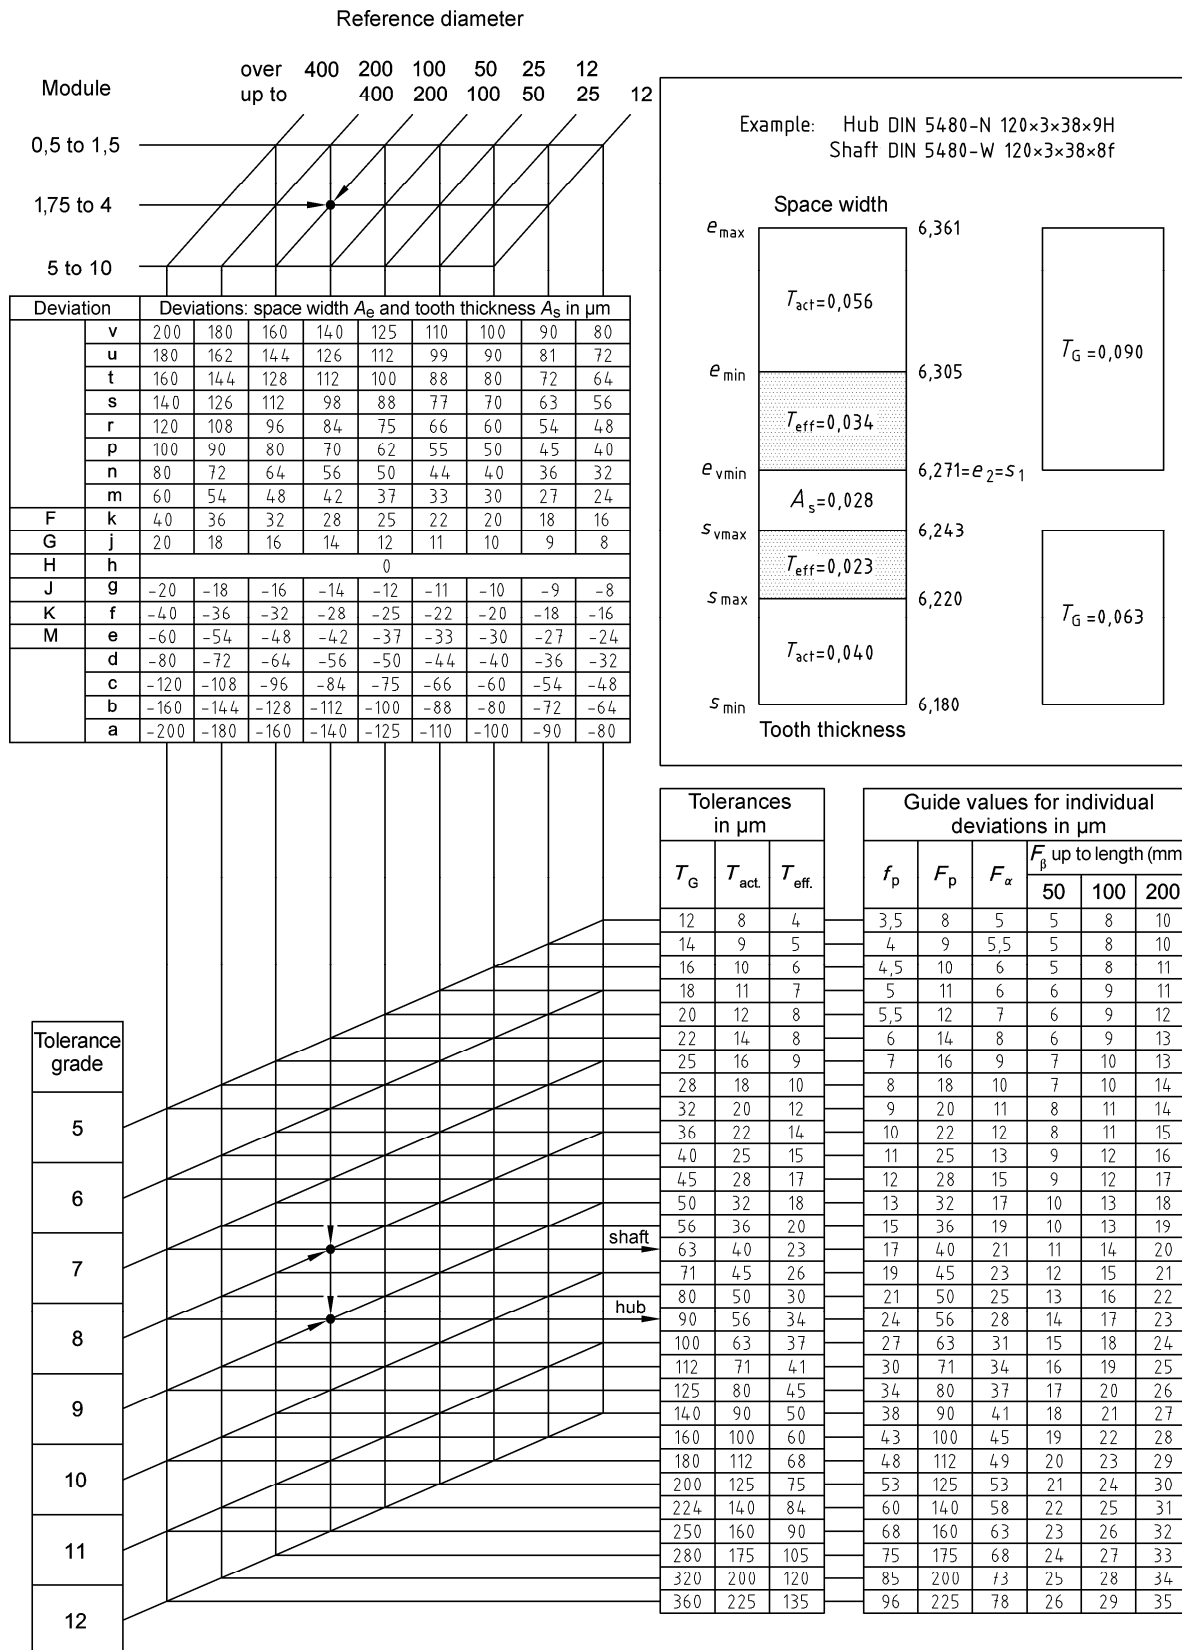 Reference diameter
Module
over 400 200 100 50 25 12
up to 400 200 100 50 25 12
0,5 to 1,5
1,75 to 4
5 to 10
Deviation Deviations: space width Ae and tooth thickness As in µm
v 200 180 160 140 125 110 100 90 80
u 180 162 144 126 112 99 90 81 72
t 160 144 128 112 100 88 80 72 64
s 140 126 112 98 88 77 70 63 56
r 120 108 96 84 75 66 60 54 48
p 100 90 80 70 62 55 50 45 40
n 80 72 64 56 50 44 40 36 32
m 60 54 48 42 37 33 30 27 24
F k 40 36 32 28 25 22 20 18 16
G j 20 18 16 14 12 11 10 9 8
H h 0
J g -20 -18 -16 -14 -12 -11 -10 -9 -8
K f -40 -36 -32 -28 -25 -22 -20 -18 -16
M e -60 -54 -48 -42 -37 -33 -30 -27 -24
d -80 -72 -64 -56 -50 -44 -40 -36 -32
c -120 -108 -96 -84 -75 -66 -60 -54 -48
b -160 -144 -128 -112 -100 -88 -80 -72 -64
a -200 -180 -160 -140 -125 -110 -100 -90 -80
Example: Hub DIN 5480-N 120×3×38×9H
Shaft DIN 5480-W 120×3×38×8f
Space width
emax 6,361
Tact=0,056
TG=0,090
emin 6,305
Teff=0,034
evmin 6,271=e2=s1
As=0,028
svmax 6,243
Teff=0,023
smax 6,220
TG=0,063
Tact=0,040
smin 6,180
Tooth thickness
Tolerances in µm
Guide values for individual deviations in µm
TG Tact. Teff. fp Fp Fα Fβ up to length (mm)
50 100 200
12 8 4 3,5 8 5 5 8 10
14 9 5 4 9 5,5 5 8 10
16 10 6 4,5 10 6 5 8 11
18 11 7 5 11 6 6 9 11
20 12 8 5,5 12 7 6 9 12
22 14 8 6 14 8 6 9 13
25 16 9 7 16 9 7 10 13
28 18 10 8 18 10 7 10 14
32 20 12 9 20 11 8 11 14
36 22 14 10 22 12 8 11 15
40 25 15 11 25 13 9 12 16
45 28 17 12 28 15 9 12 17
50 32 18 13 32 17 10 13 18
56 36 20 15 36 19 10 13 19
shaft 63 40 23 17 40 21 11 14 20
71 45 26 19 45 23 12 15 21
80 50 30 21 50 25 13 16 22
hub 90 56 34 24 56 28 14 17 23
100 63 37 27 63 31 15 18 24
112 71 41 30 71 34 16 19 25
125 80 45 34 80 37 17 20 26
140 90 50 38 90 41 18 21 27
160 100 60 43 100 45 19 22 28
180 112 68 48 112 49 20 23 29
200 125 75 53 125 53 21 24 30
224 140 84 60 140 58 22 25 31
250 160 90 68 160 63 23 26 32
280 175 105 75 175 68 24 27 33
320 200 120 85 200 73 25 28 34
360 225 135 96 225 78 26 29 35
Tolerance
grade
5
6
7
8
9
10
11
12